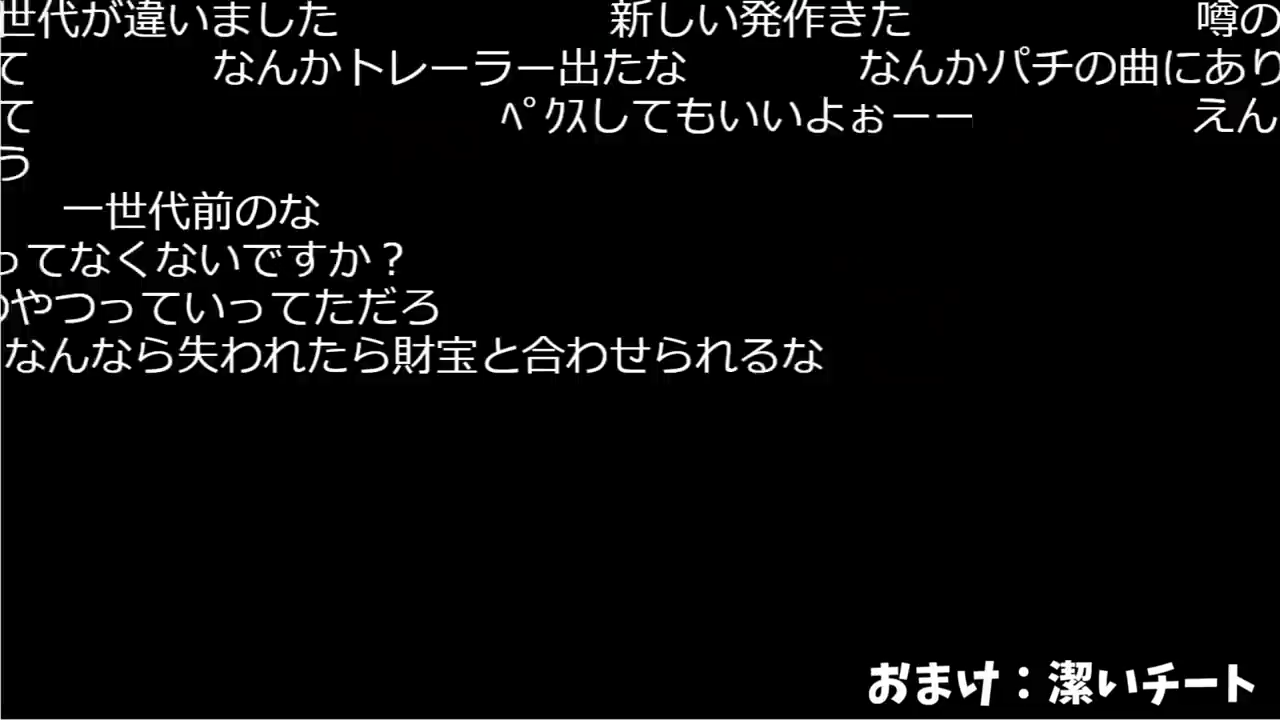 世代が違いました 新しい発作きた 噂の
て なんかトレーラー出たな なんかパチの曲にあり
て ﾍﾟｸｽしてもいいよぉーー えん
う
一世代前のな
ってなくないですか？
のやつっていってただろ
なんなら失われたら財宝と合わせられるな
おまけ：潔いチート